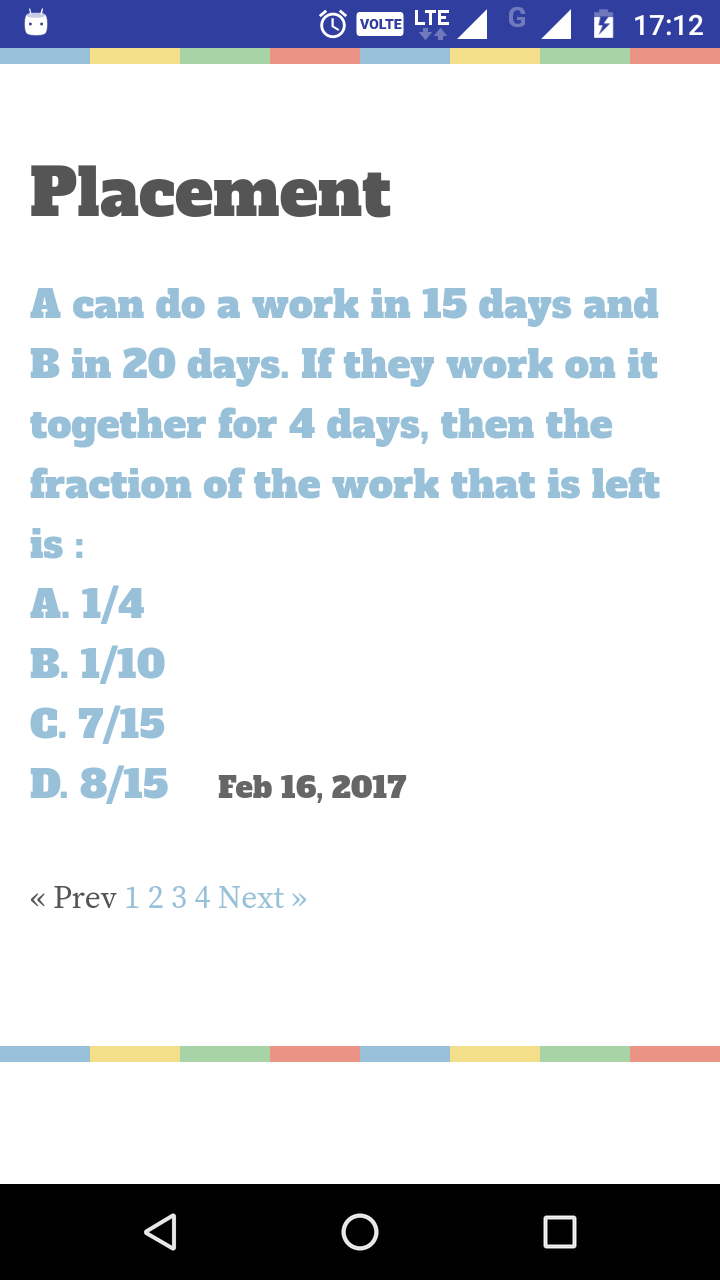 VOLTE LTE G 17:12
Placement
A can do a work in 15 days and
B in 20 days. If they work on it
together for 4 days, then the
fraction of the work that is left
is :
A. 1/4
B. 1/10
C. 7/15
D. 8/15 Feb 16, 2017
« Prev 1 2 3 4 Next »